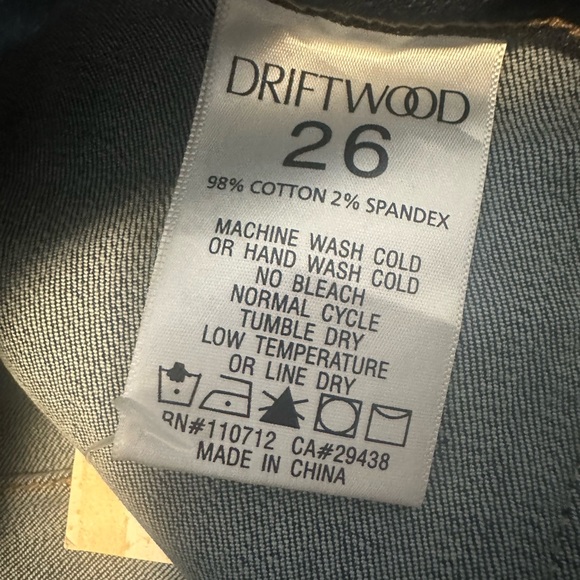 DRIFTWOOD
26
98% COTTON 2% SPANDEX
MACHINE WASH COLD
OR HAND WASH COLD
NO BLEACH
NORMAL CYCLE
TUMBLE DRY
LOW TEMPERATURE
OR LINE DRY
RN#110712 CA#29438
MADE IN CHINA